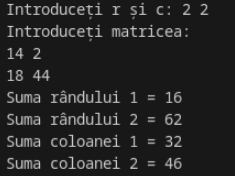 Introduceți r și c: 2 2
Introduceți matricea:
14 2
18 44
Suma rândului 1 = 16
Suma rândului 2 = 62
Suma coloanei 1 = 32
Suma coloanei 2 = 46